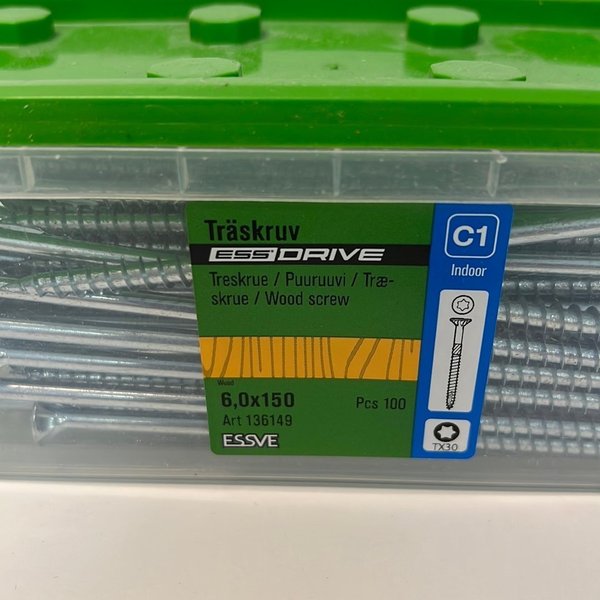 Träskruv
ESSDRIVE
Treskrue / Puuruuvi / Træ-
skrue / Wood screw
Wood
6,0x150
Pcs 100
Art 136149
ESSVE
C1
Indoor
TX30